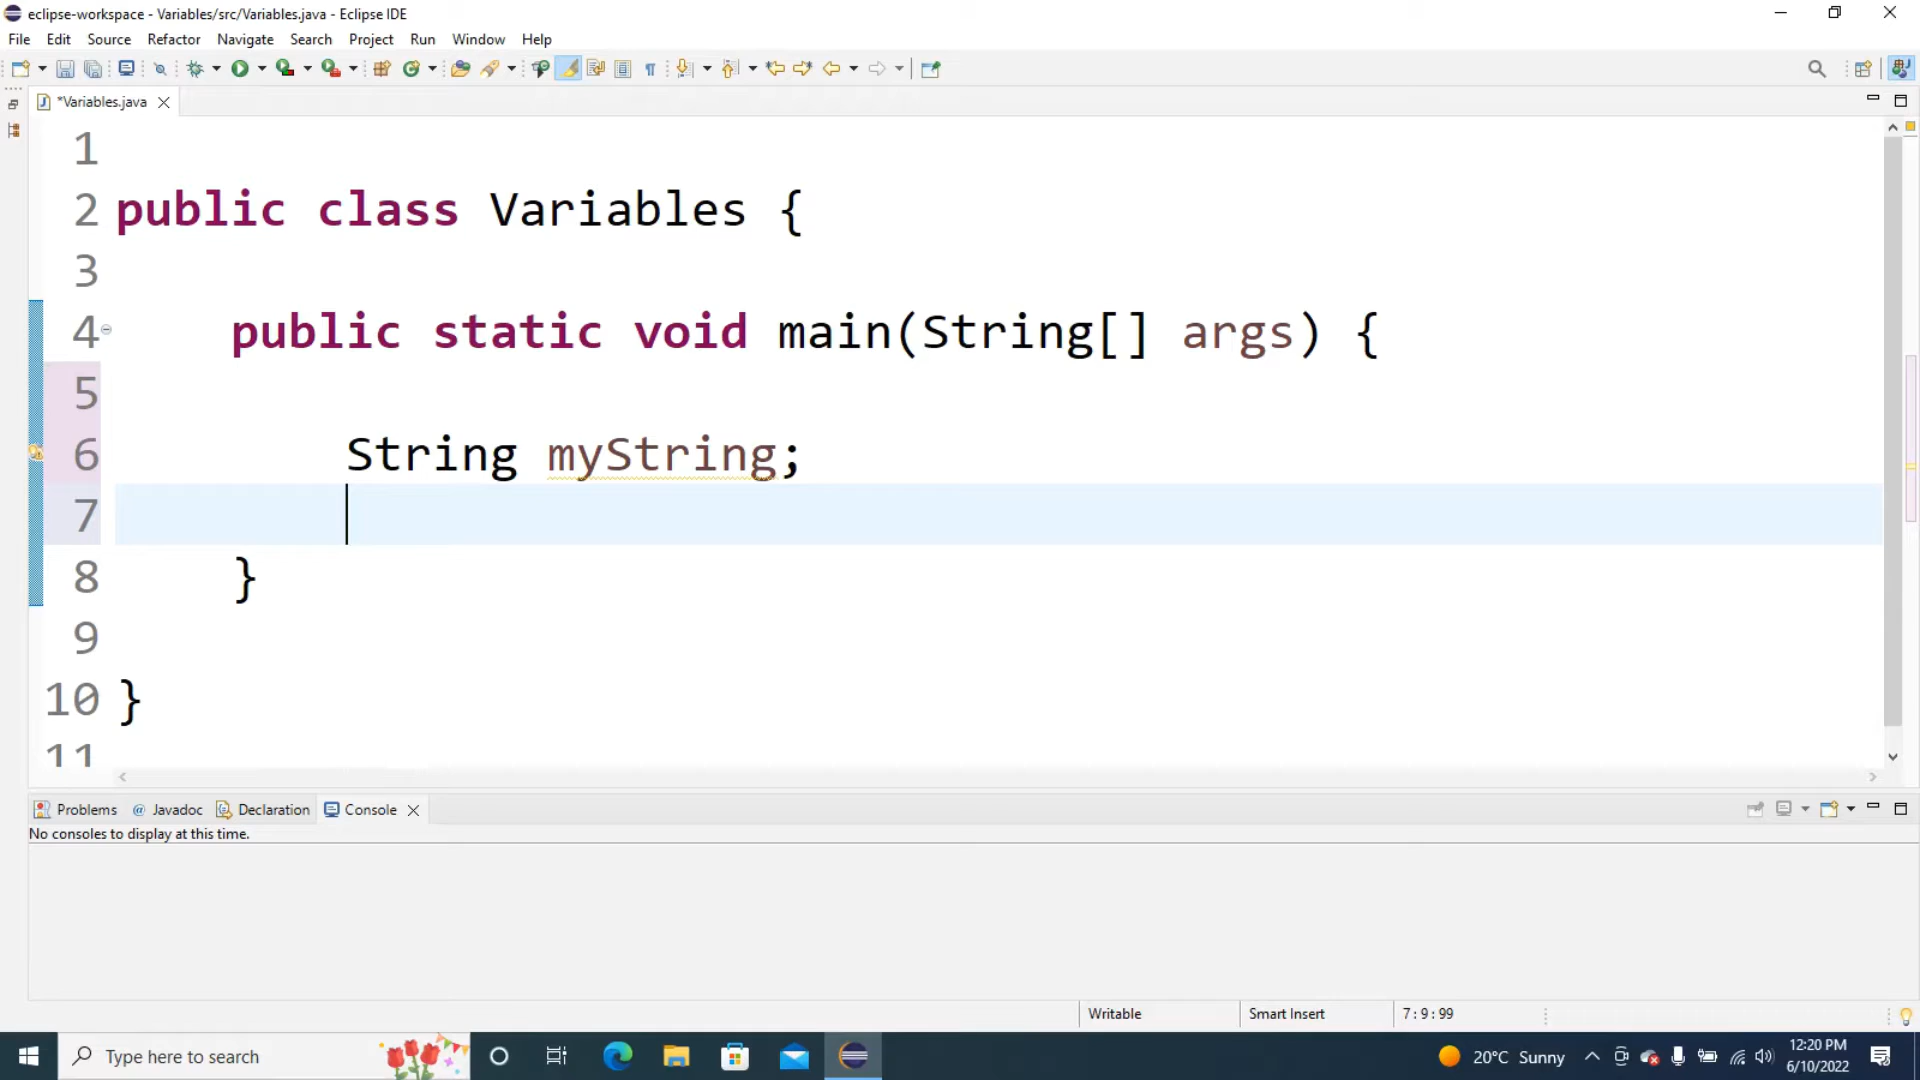 eclipse-workspace - Variables/src/Variables.java - Eclipse IDE
File Edit Source Refactor Navigate Search Project Run Window Help
*Variables.java
1
2 public class Variables {
3
4 public static void main(String[] args) {
5
6 String myString;
7
8 }
9
10 }
11
Problems @ Javadoc Declaration Console
No consoles to display at this time.
Writable Smart Insert 7 : 9 : 99
Type here to search
20°C Sunny
12:20 PM
6/10/2022